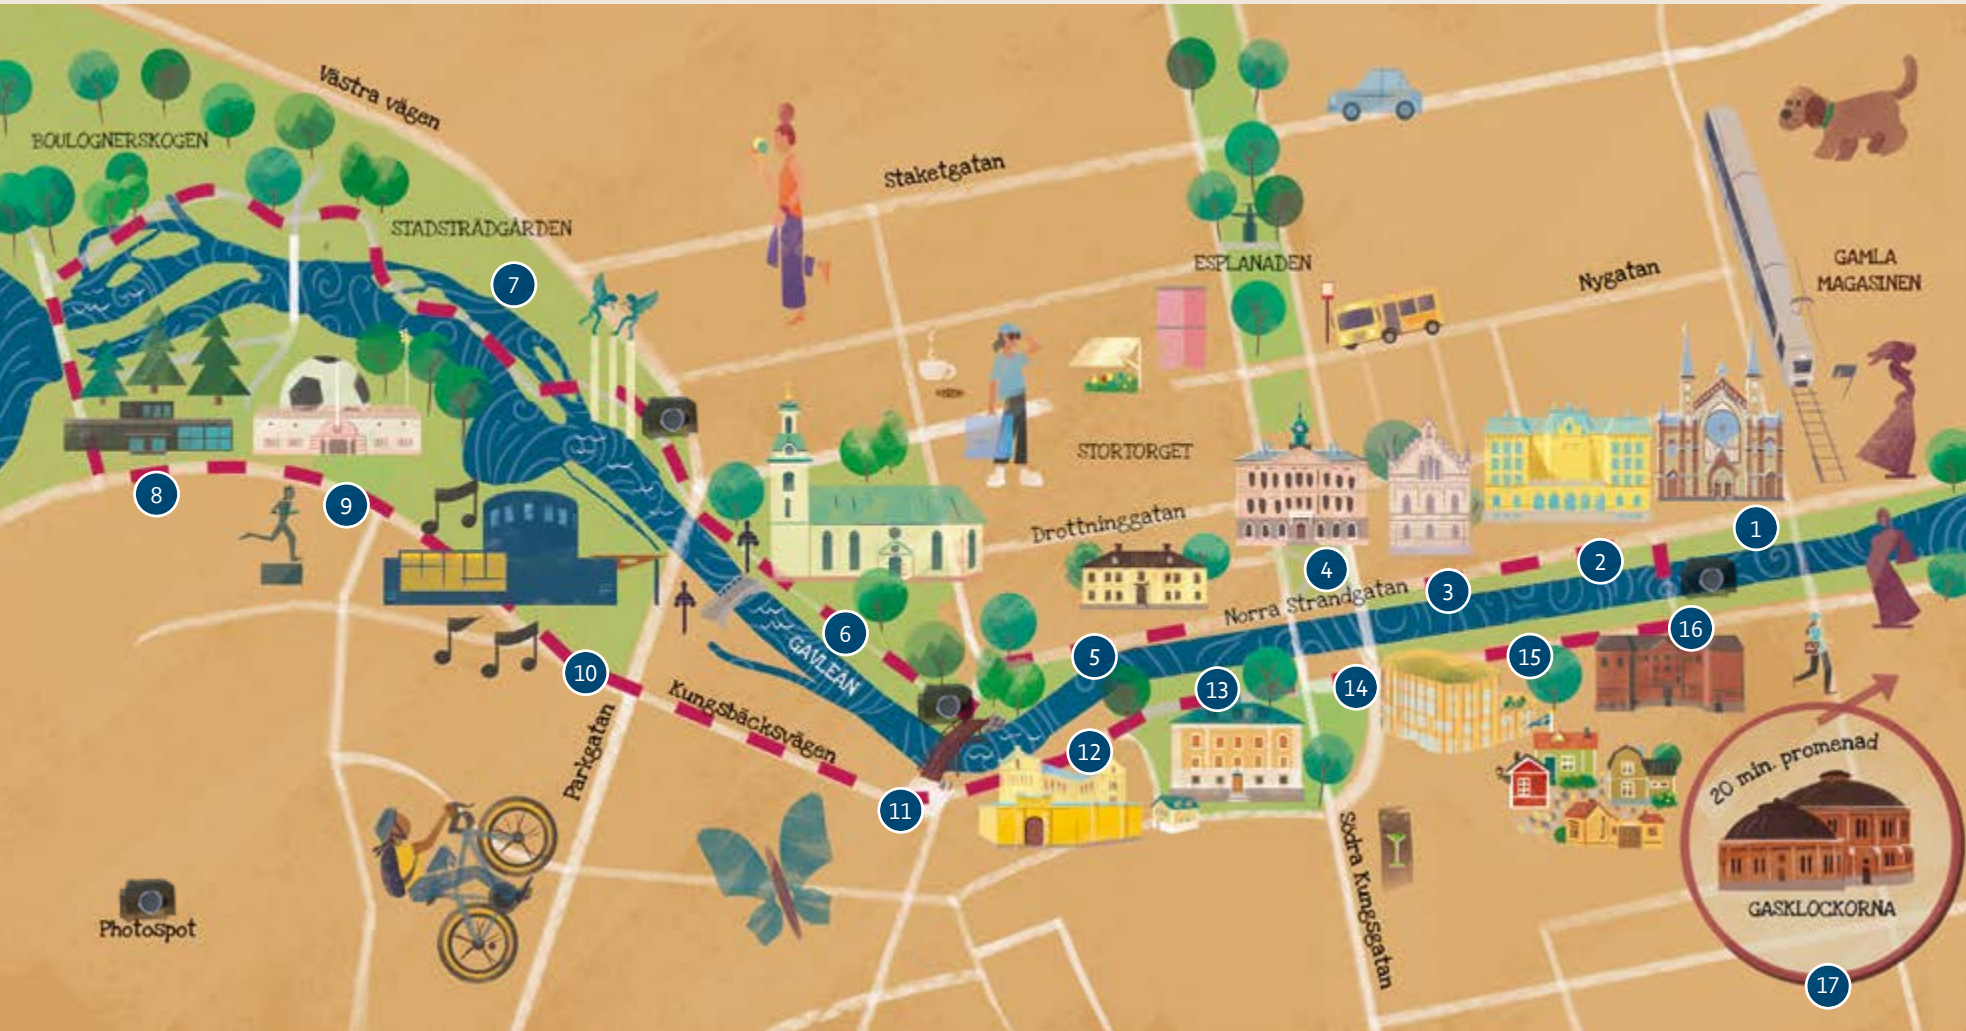 Västra vägen
BOULOGNERSKOGEN
Staketgatan
STADSTRÄDGÅRDEN
ESPLANADEN
Nygatan
GAMLA
MAGASINEN
7
STORTORGET
8
9
Drottninggatan
1
2
3
4
Norra Strandgatan
5
6
GAVLEÅN
10
Kungsbäcksvägen
Parkgatan
11
12
13
14
15
16
Södra Kungsgatan
20 min. promenad
GASKLOCKORNA
17
Photospot